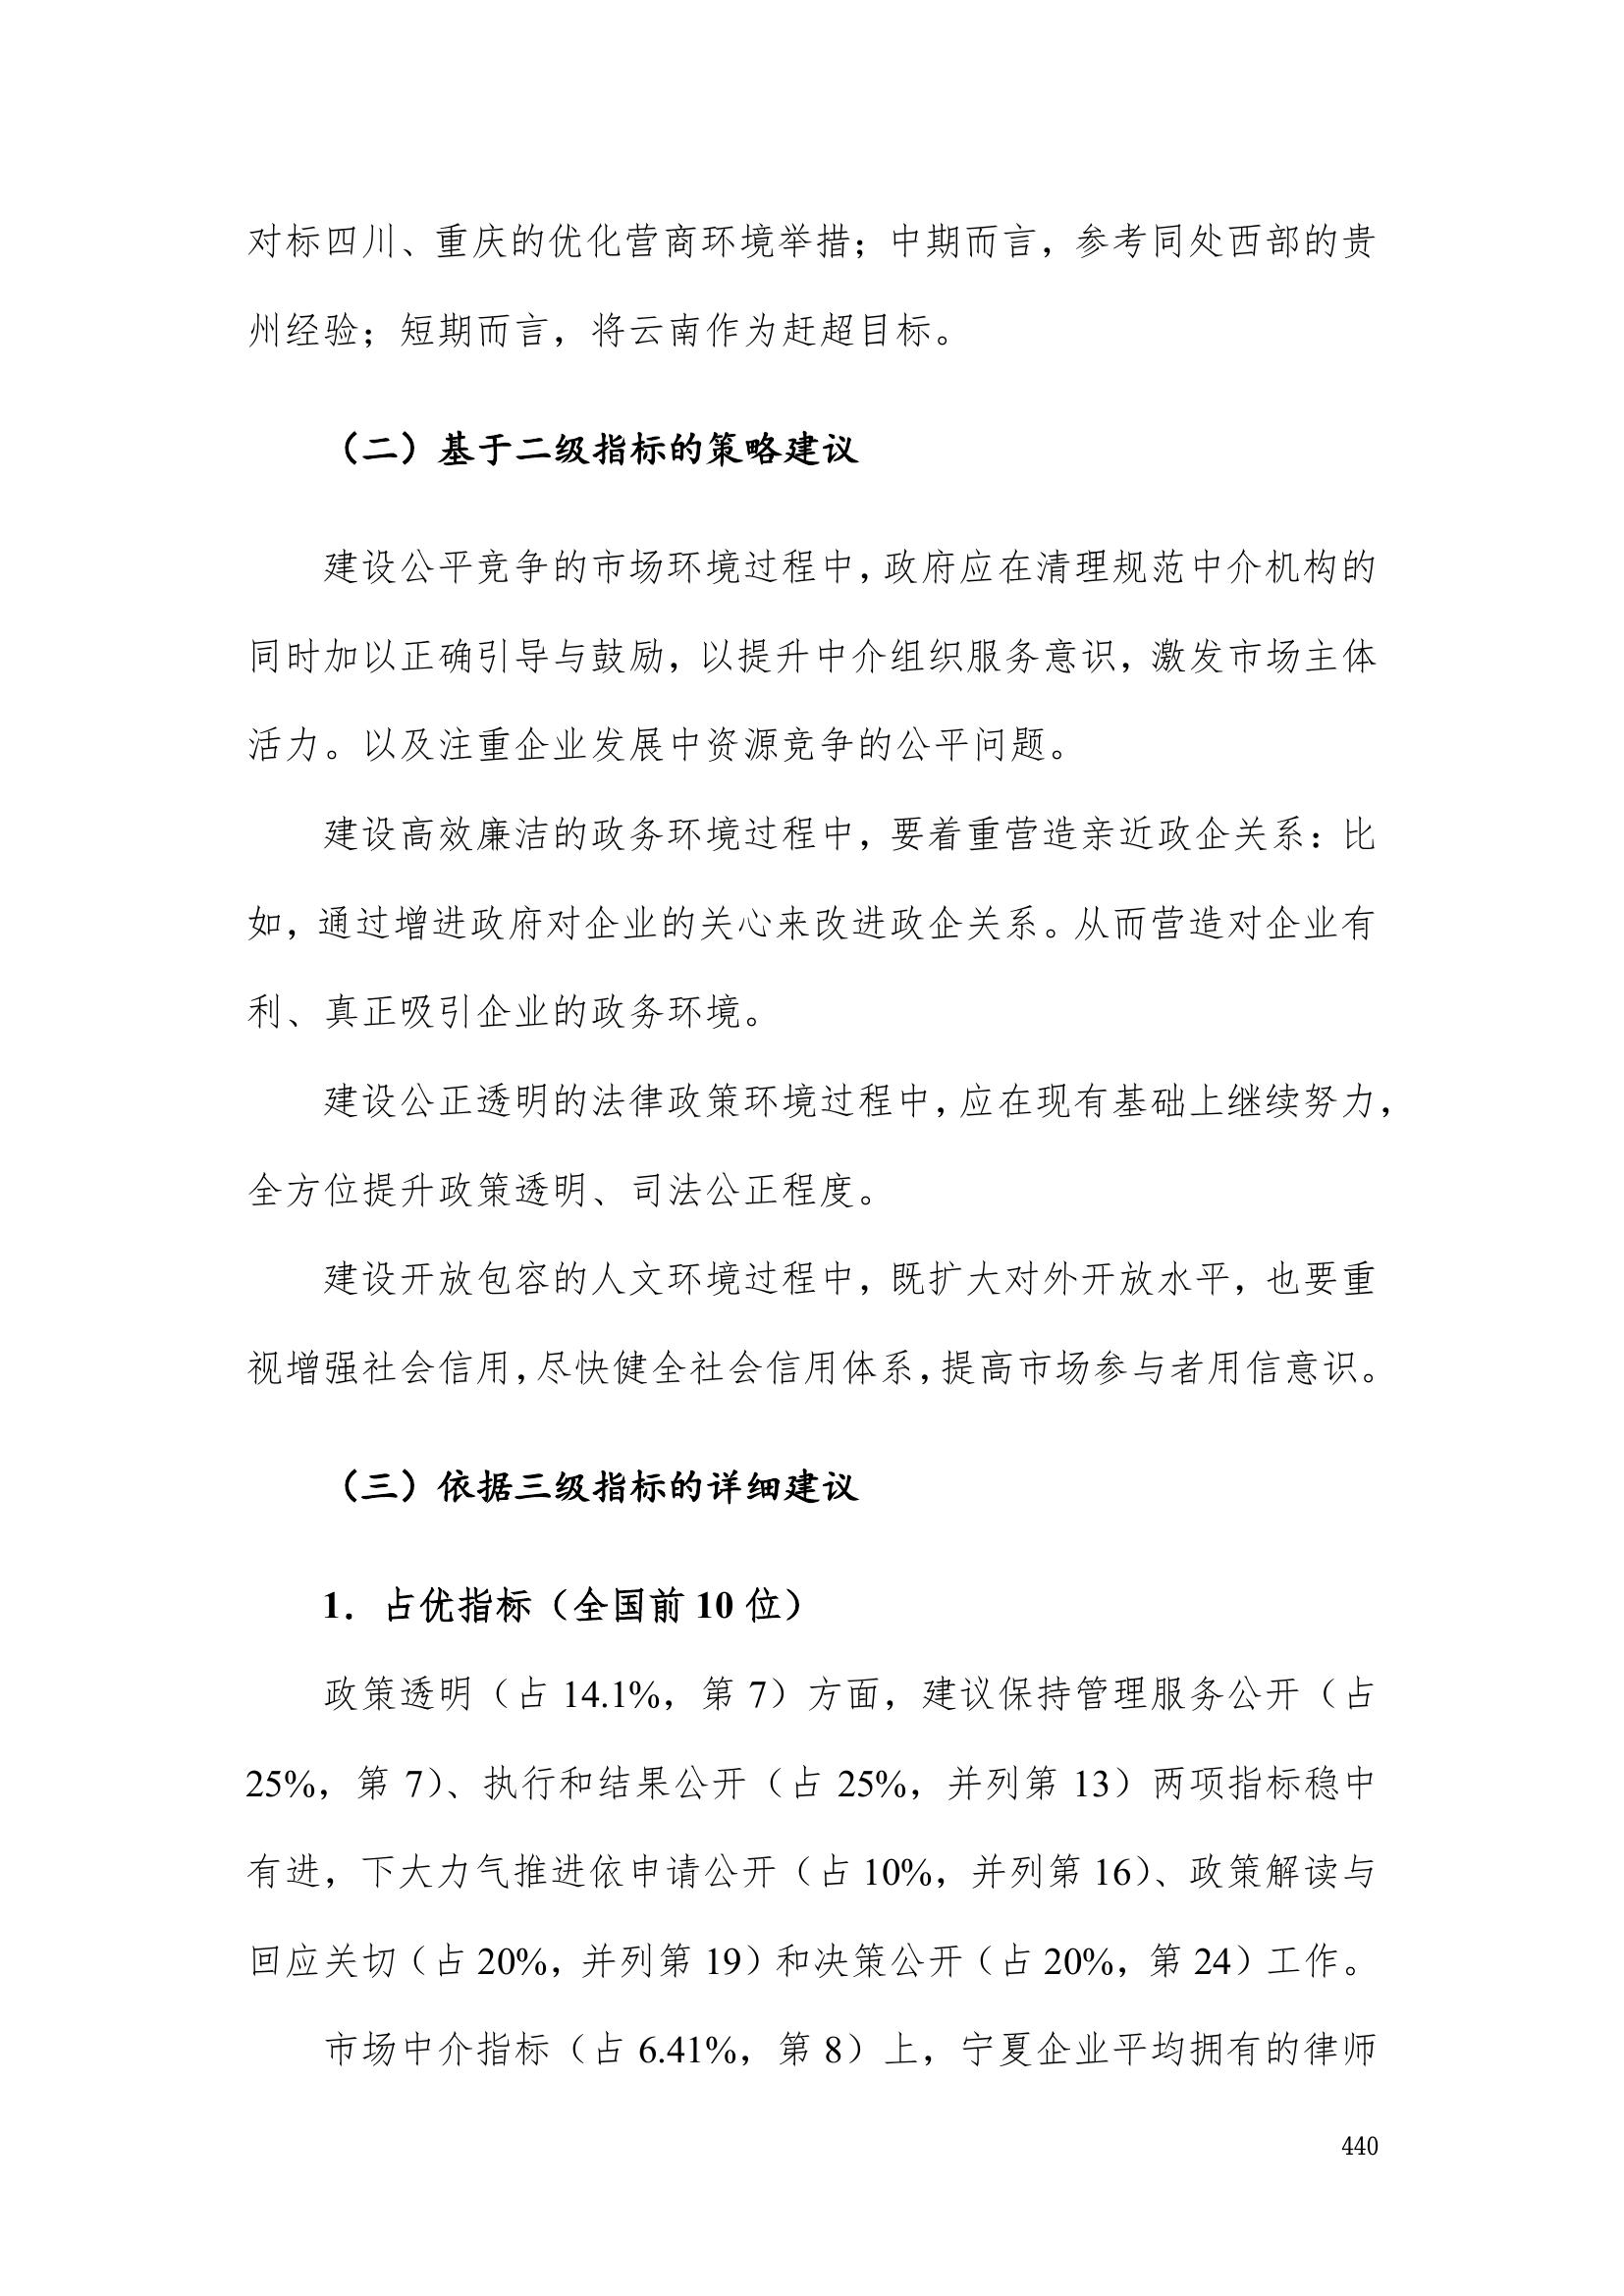 对标四川、重庆的优化营商环境举措；中期而言，参考同处西部的贵
州经验；短期而言，将云南作为赶超目标。
（二）基于二级指标的策略建议
建设公平竞争的市场环境过程中，政府应在清理规范中介机构的
同时加以正确引导与鼓励，以提升中介组织服务意识，激发市场主体
活力。以及注重企业发展中资源竞争的公平问题。
建设高效廉洁的政务环境过程中，要着重营造亲近政企关系：比
如，通过增进政府对企业的关心来改进政企关系。从而营造对企业有
利、真正吸引企业的政务环境。
建设公正透明的法律政策环境过程中，应在现有基础上继续努力，
全方位提升政策透明、司法公正程度。
建设开放包容的人文环境过程中，既扩大对外开放水平，也要重
视增强社会信用，尽快健全社会信用体系，提高市场参与者用信意识。
（三）依据三级指标的详细建议
1．占优指标（全国前 10 位）
政策透明（占 14.1%，第 7）方面，建议保持管理服务公开（占
25%，第 7）、执行和结果公开（占 25%，并列第 13）两项指标稳中
有进，下大力气推进依申请公开（占 10%，并列第 16）、政策解读与
回应关切（占 20%，并列第 19）和决策公开（占 20%，第 24）工作。
市场中介指标（占 6.41%，第 8）上，宁夏企业平均拥有的律师
440